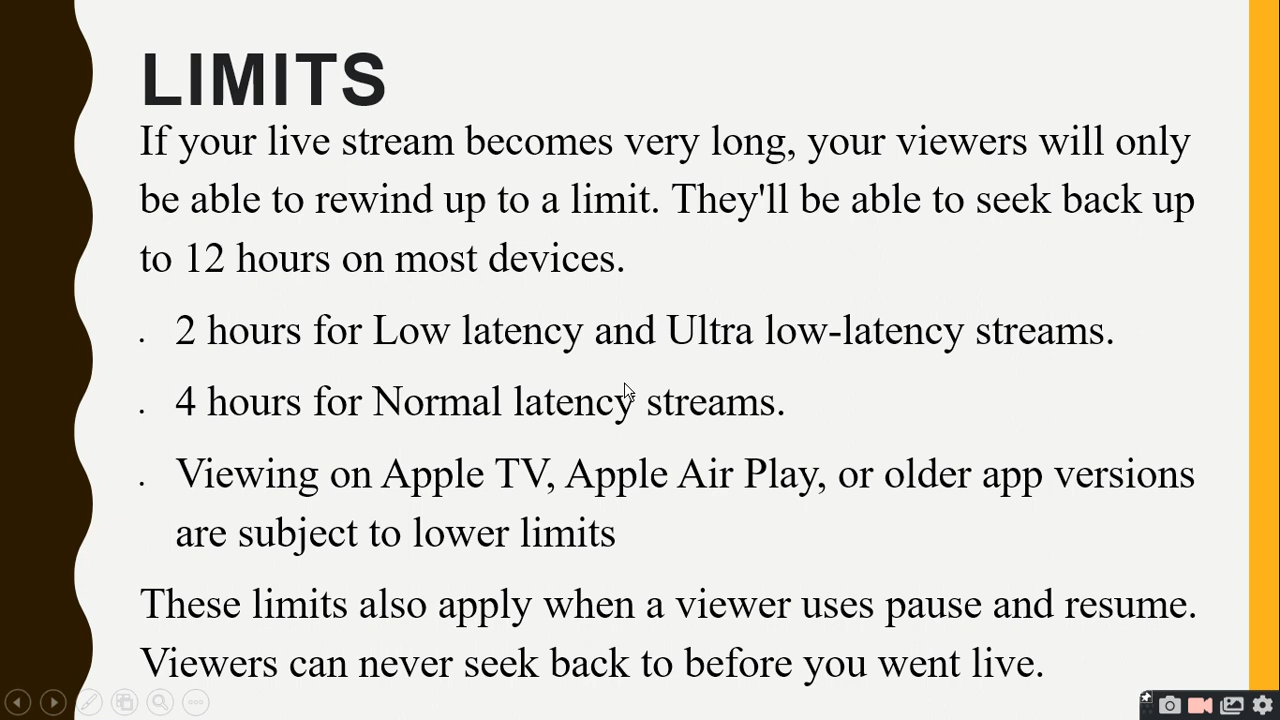 LIMITS
If your live stream becomes very long, your viewers will only
be able to rewind up to a limit. They'll be able to seek back up
to 12 hours on most devices.
. 2 hours for Low latency and Ultra low-latency streams.
. 4 hours for Normal latency streams.
. Viewing on Apple TV, Apple Air Play, or older app versions
are subject to lower limits
These limits also apply when a viewer uses pause and resume.
Viewers can never seek back to before you went live.